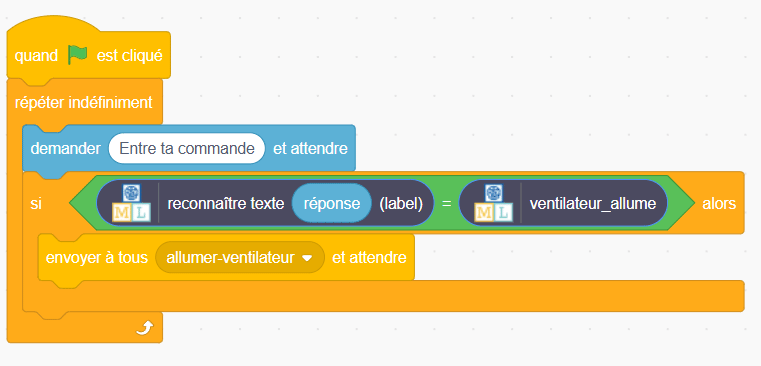 quand est cliqué
répéter indéfiniment
demander Entre ta commande et attendre
si ML reconnaître texte réponse (label) = ML ventilateur_allume alors
envoyer à tous allumer-ventilateur et attendre